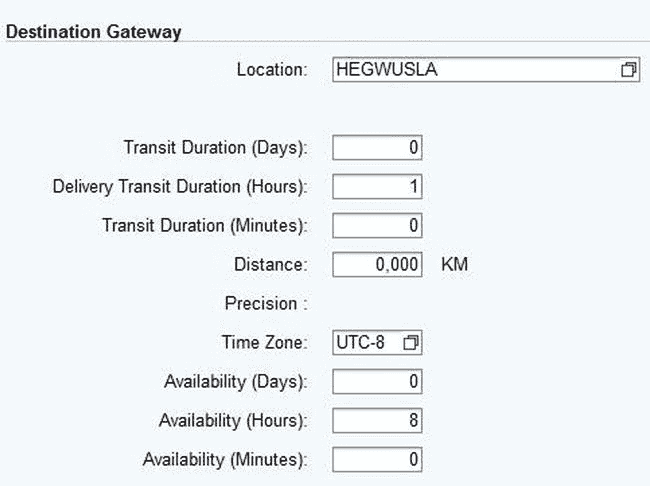 Destination Gateway
Location: HEGWUSLA
Transit Duration (Days): 0
Delivery Transit Duration (Hours): 1
Transit Duration (Minutes): 0
Distance: 0,000 KM
Precision :
Time Zone: UTC-8
Availability (Days): 0
Availability (Hours): 8
Availability (Minutes): 0